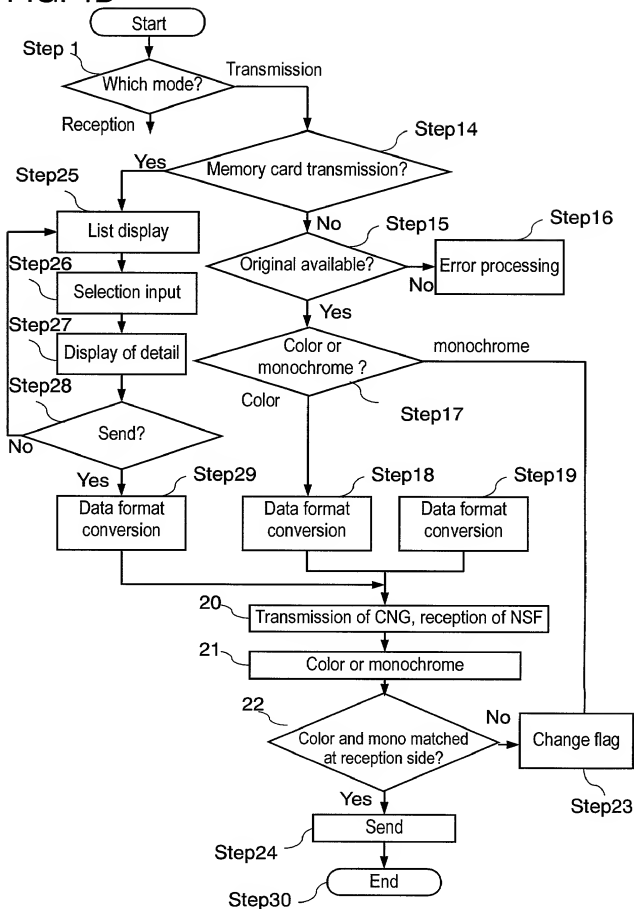 Start
Step 1
Which mode?
Transmission
Reception
Step14
Memory card transmission?
Yes
No
Step25
List display
Step15
Original available?
No
Yes
Step16
Error processing
Step26
Selection input
Step27
Display of detail
Color or
monochrome ?
monochrome
Color
Step17
Step28
Send?
No
Yes
Step29
Data format
conversion
Step18
Data format
conversion
Step19
Data format
conversion
20
Transmission of CNG, reception of NSF
21
Color or monochrome
22
Color and mono matched
at reception side?
No
Yes
Change flag
Step23
Send
Step24
End
Step30